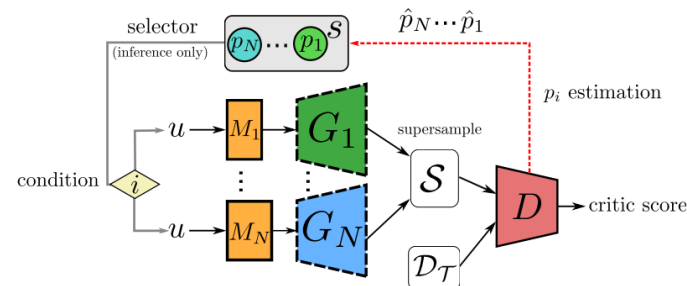 selector
(inference only)
p_N ··· p_1 s
p̂_N ··· p̂_1
p_i estimation
u M_1 G_1
supersample
condition i
S
D critic score
u M_N G_N
D_T